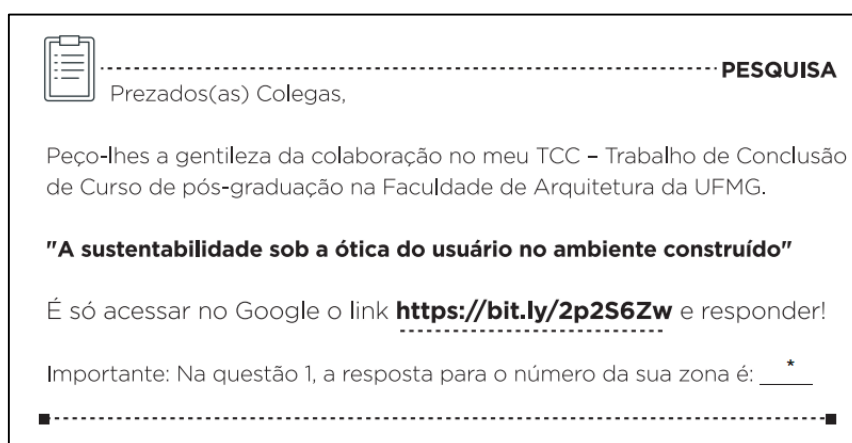 PESQUISA
Prezados(as) Colegas,
Peço-lhes a gentileza da colaboração no meu TCC – Trabalho de Conclusão
de Curso de pós-graduação na Faculdade de Arquitetura da UFMG.
"A sustentabilidade sob a ótica do usuário no ambiente construído"
É só acessar no Google o link https://bit.ly/2p2S6Zw e responder!
Importante: Na questão 1, a resposta para o número da sua zona é: __*__